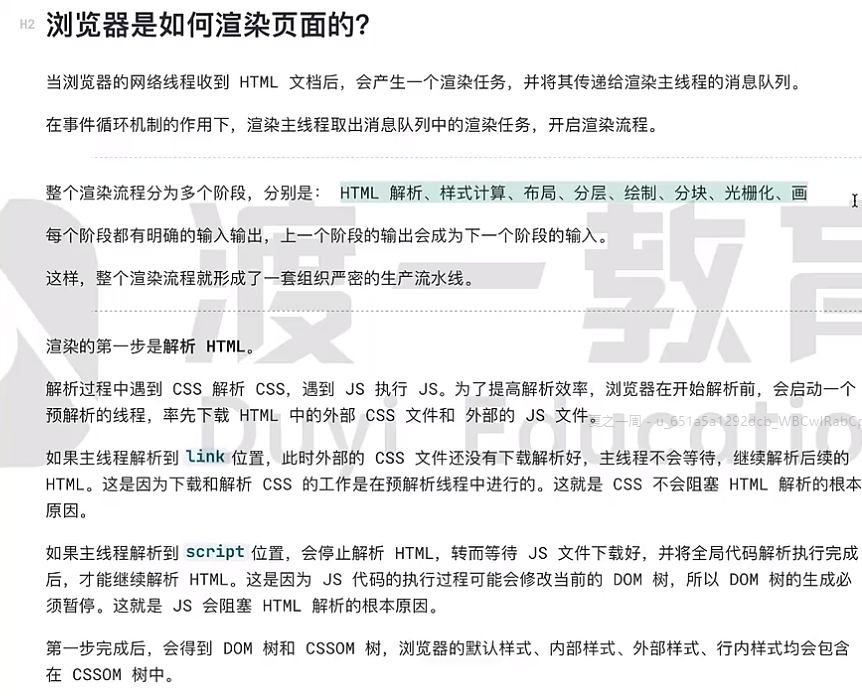 H2 浏览器是如何渲染页面的?
当浏览器的网络线程收到 HTML 文档后，会产生一个渲染任务，并将其传递给渲染主线程的消息队列。
在事件循环机制的作用下，渲染主线程取出消息队列中的渲染任务，开启渲染流程。
整个渲染流程分为多个阶段，分别是： HTML 解析、样式计算、布局、分层、绘制、分块、光栅化、画
每个阶段都有明确的输入输出，上一个阶段的输出会成为下一个阶段的输入。
这样，整个渲染流程就形成了一套组织严密的生产流水线。
渡一教育
渲染的第一步是解析 HTML。
解析过程中遇到 CSS 解析 CSS，遇到 JS 执行 JS。为了提高解析效率，浏览器在开始解析前，会启动一个
预解析的线程，率先下载 HTML 中的外部 CSS 文件和 外部的 JS 文件。
夏之一周 - u_651a5a1292dcb_WBCwIRabCp
Duyi Educatio
如果主线程解析到 link 位置，此时外部的 CSS 文件还没有下载解析好，主线程不会等待，继续解析后续的
HTML。这是因为下载和解析 CSS 的工作是在预解析线程中进行的。这就是 CSS 不会阻塞 HTML 解析的根本
原因。
如果主线程解析到 script 位置，会停止解析 HTML，转而等待 JS 文件下载好，并将全局代码解析执行完成
后，才能继续解析 HTML。这是因为 JS 代码的执行过程可能会修改当前的 DOM 树，所以 DOM 树的生成必
须暂停。这就是 JS 会阻塞 HTML 解析的根本原因。
第一步完成后，会得到 DOM 树和 CSSOM 树，浏览器的默认样式、内部样式、外部样式、行内样式均会包含
在 CSSOM 树中。